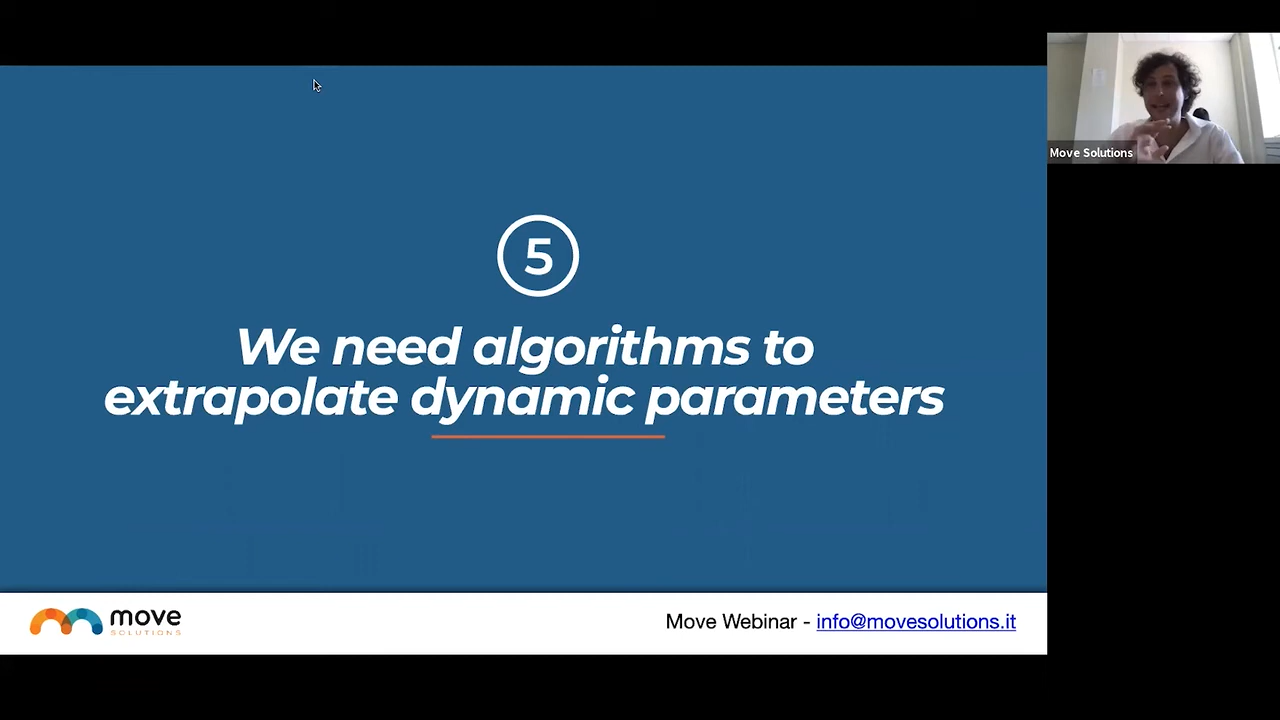 Move Solutions
5
We need algorithms to
extrapolate dynamic parameters
move
SOLUTIONS
Move Webinar - info@movesolutions.it